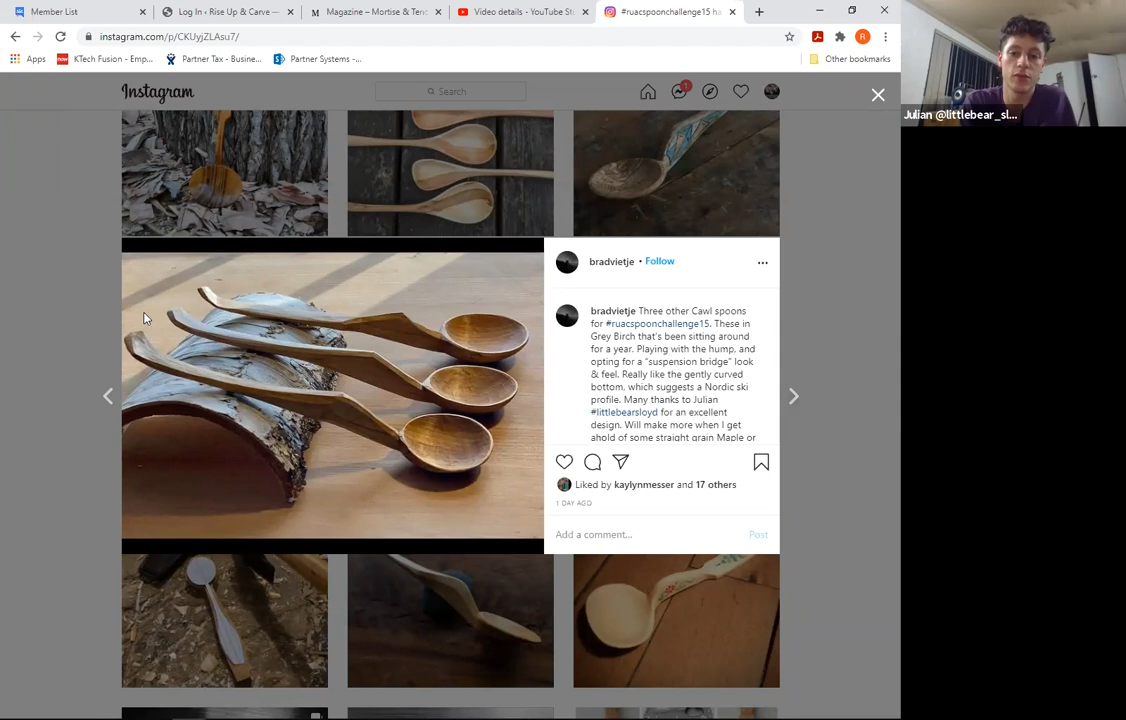 Member List
Log In ‹ Rise Up & Carve —
Magazine – Mortise & Tenc
Video details - YouTube St
#ruacspoonchallenge15 ha
instagram.com/p/CKUyjZLAsu7/
Apps
KTech Fusion - Emp...
Partner Tax - Busine...
Partner Systems -...
Other bookmarks
R
Instagram
Search
1
Julian @littlebear_sl...
bradvietje • Follow
bradvietje Three other Cawl spoons
for #ruacspoonchallenge15. These in
Grey Birch that's been sitting around
for a year. Playing with the hump, and
opting for a "suspension bridge" look
& feel. Really like the gently curved
bottom, which suggests a Nordic ski
profile. Many thanks to Julian
#littlebearsloyd for an excellent
design. Will make more when I get
ahold of some straight grain Maple or
Liked by kaylynmesser and 17 others
1 DAY AGO
Add a comment...
Post